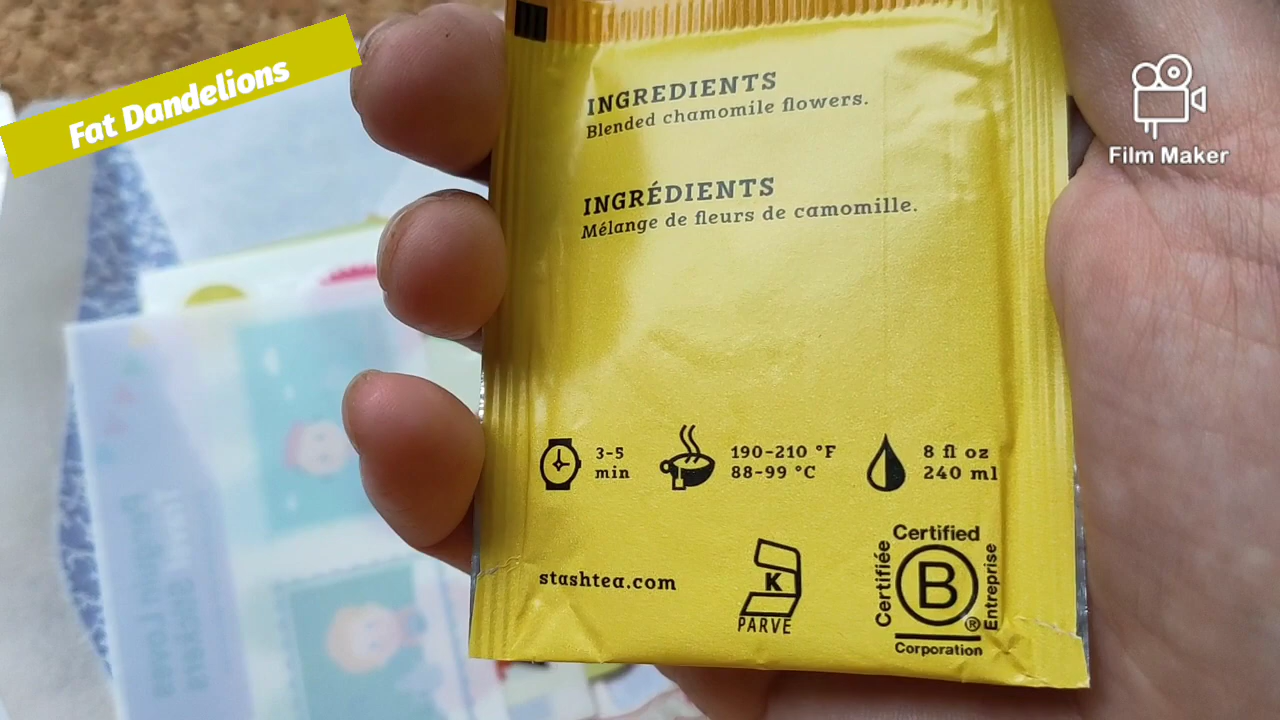 Fat Dandelions
Film Maker
INGREDIENTS
Blended chamomile flowers.
INGRÉDIENTS
Mélange de fleurs de camomille.
3-5
min
190-210 °F
88-99 °C
8 fl oz
240 ml
stashtea.com
K
PARVE
Certified
Certifiée
B
®
Entreprise
Corporation